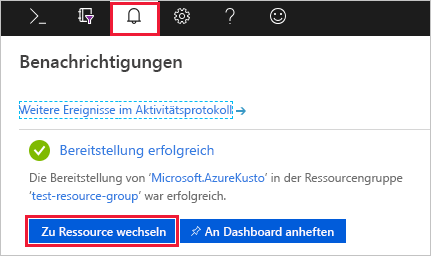 Benachrichtigungen
Weitere Ereignisse im Aktivitätsprotokoll →
Bereitstellung erfolgreich
Die Bereitstellung von ‘Microsoft.AzureKusto’ in der Ressourcengruppe
‘test-resource-group’ war erfolgreich.
Zu Ressource wechseln
An Dashboard anheften